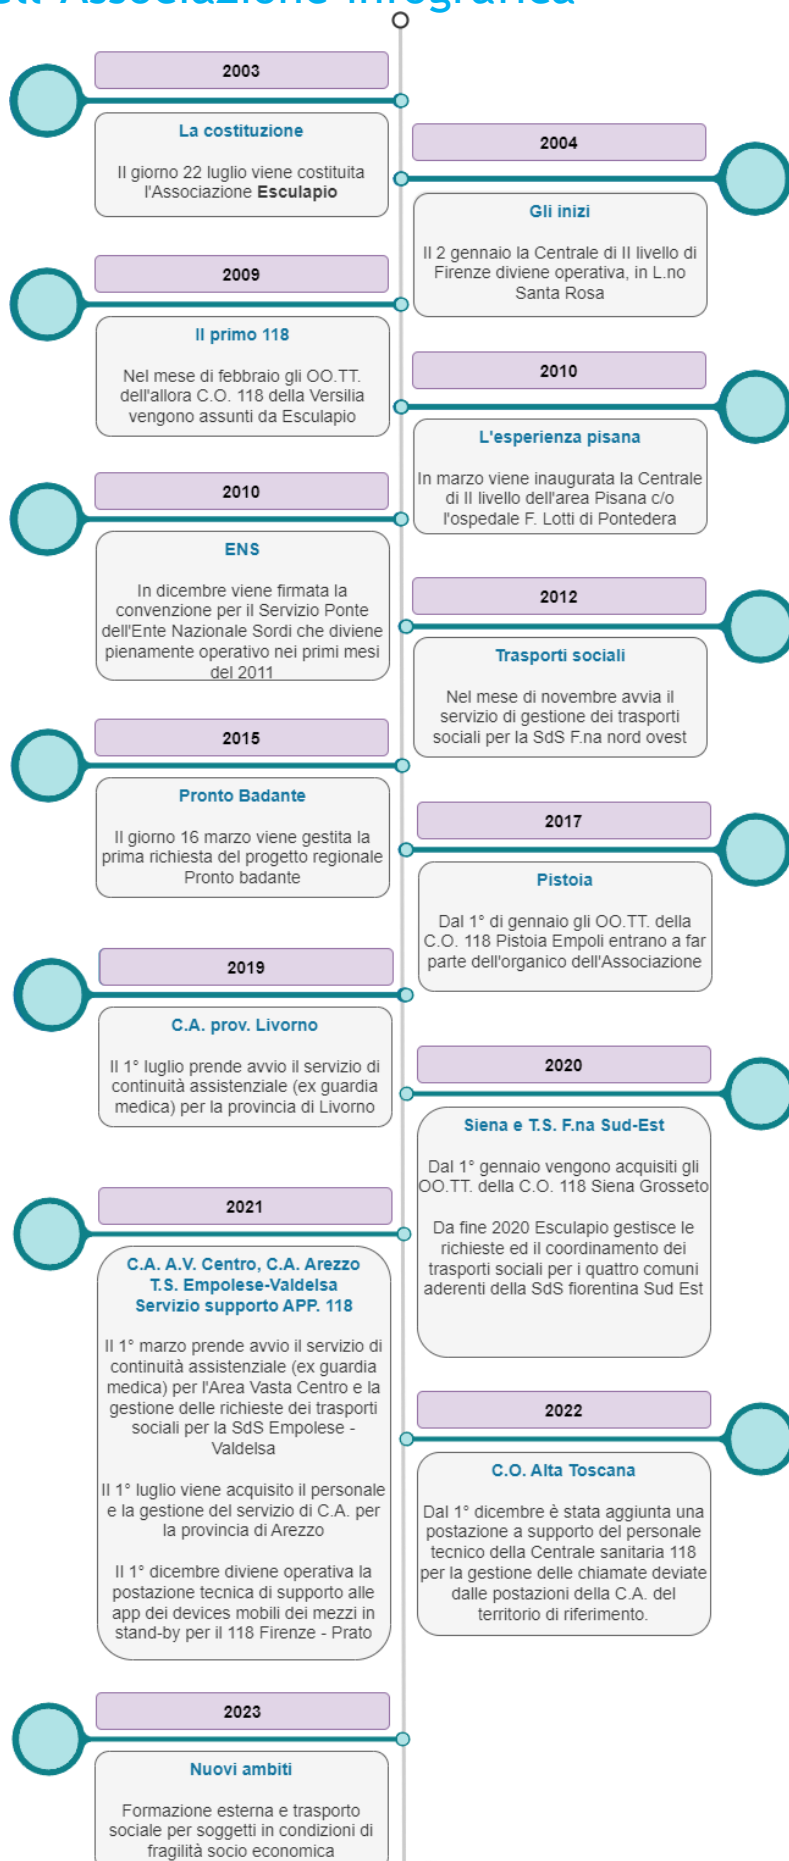 Associazione Infografica
2003
La costituzione
Il giorno 22 luglio viene costituita
l'Associazione Esculapio
2004
Gli inizi
Il 2 gennaio la Centrale di II livello di
Firenze diviene operativa, in L.no
Santa Rosa
2009
Il primo 118
Nel mese di febbraio gli OO.TT.
dell'allora C.O. 118 della Versilia
vengono assunti da Esculapio
2010
L'esperienza pisana
In marzo viene inaugurata la Centrale
di II livello dell'area Pisana c/o
l'ospedale F. Lotti di Pontedera
2010
ENS
In dicembre viene firmata la
convenzione per il Servizio Ponte
dell'Ente Nazionale Sordi che diviene
pienamente operativo nei primi mesi
del 2011
2012
Trasporti sociali
Nel mese di novembre avvia il
servizio di gestione dei trasporti
sociali per la SdS F.na nord ovest
2015
Pronto Badante
Il giorno 16 marzo viene gestita la
prima richiesta del progetto regionale
Pronto badante
2017
Pistoia
Dal 1° di gennaio gli OO.TT. della
C.O. 118 Pistoia Empoli entrano a far
parte dell'organico dell'Associazione
2019
C.A. prov. Livorno
Il 1° luglio prende avvio il servizio di
continuità assistenziale (ex guardia
medica) per la provincia di Livorno
2020
Siena e T.S. F.na Sud-Est
Dal 1° gennaio vengono acquisiti gli
OO.TT. della C.O. 118 Siena Grosseto
Da fine 2020 Esculapio gestisce le
richieste ed il coordinamento dei
trasporti sociali per i quattro comuni
aderenti della SdS fiorentina Sud Est
2021
C.A. A.V. Centro, C.A. Arezzo
T.S. Empolese-Valdelsa
Servizio supporto APP. 118
Il 1° marzo prende avvio il servizio di
continuità assistenziale (ex guardia
medica) per l'Area Vasta Centro e la
gestione delle richieste dei trasporti
sociali per la SdS Empolese -
Valdelsa
Il 1° luglio viene acquisito il personale
e la gestione del servizio di C.A. per
la provincia di Arezzo
Il 1° dicembre diviene operativa la
postazione tecnica di supporto alle
app dei devices mobili dei mezzi in
stand-by per il 118 Firenze - Prato
2022
C.O. Alta Toscana
Dal 1° dicembre è stata aggiunta una
postazione a supporto del personale
tecnico della Centrale sanitaria 118
per la gestione delle chiamate deviate
dalle postazioni della C.A. del
territorio di riferimento.
2023
Nuovi ambiti
Formazione esterna e trasporto
sociale per soggetti in condizioni di
fragilità socio economica